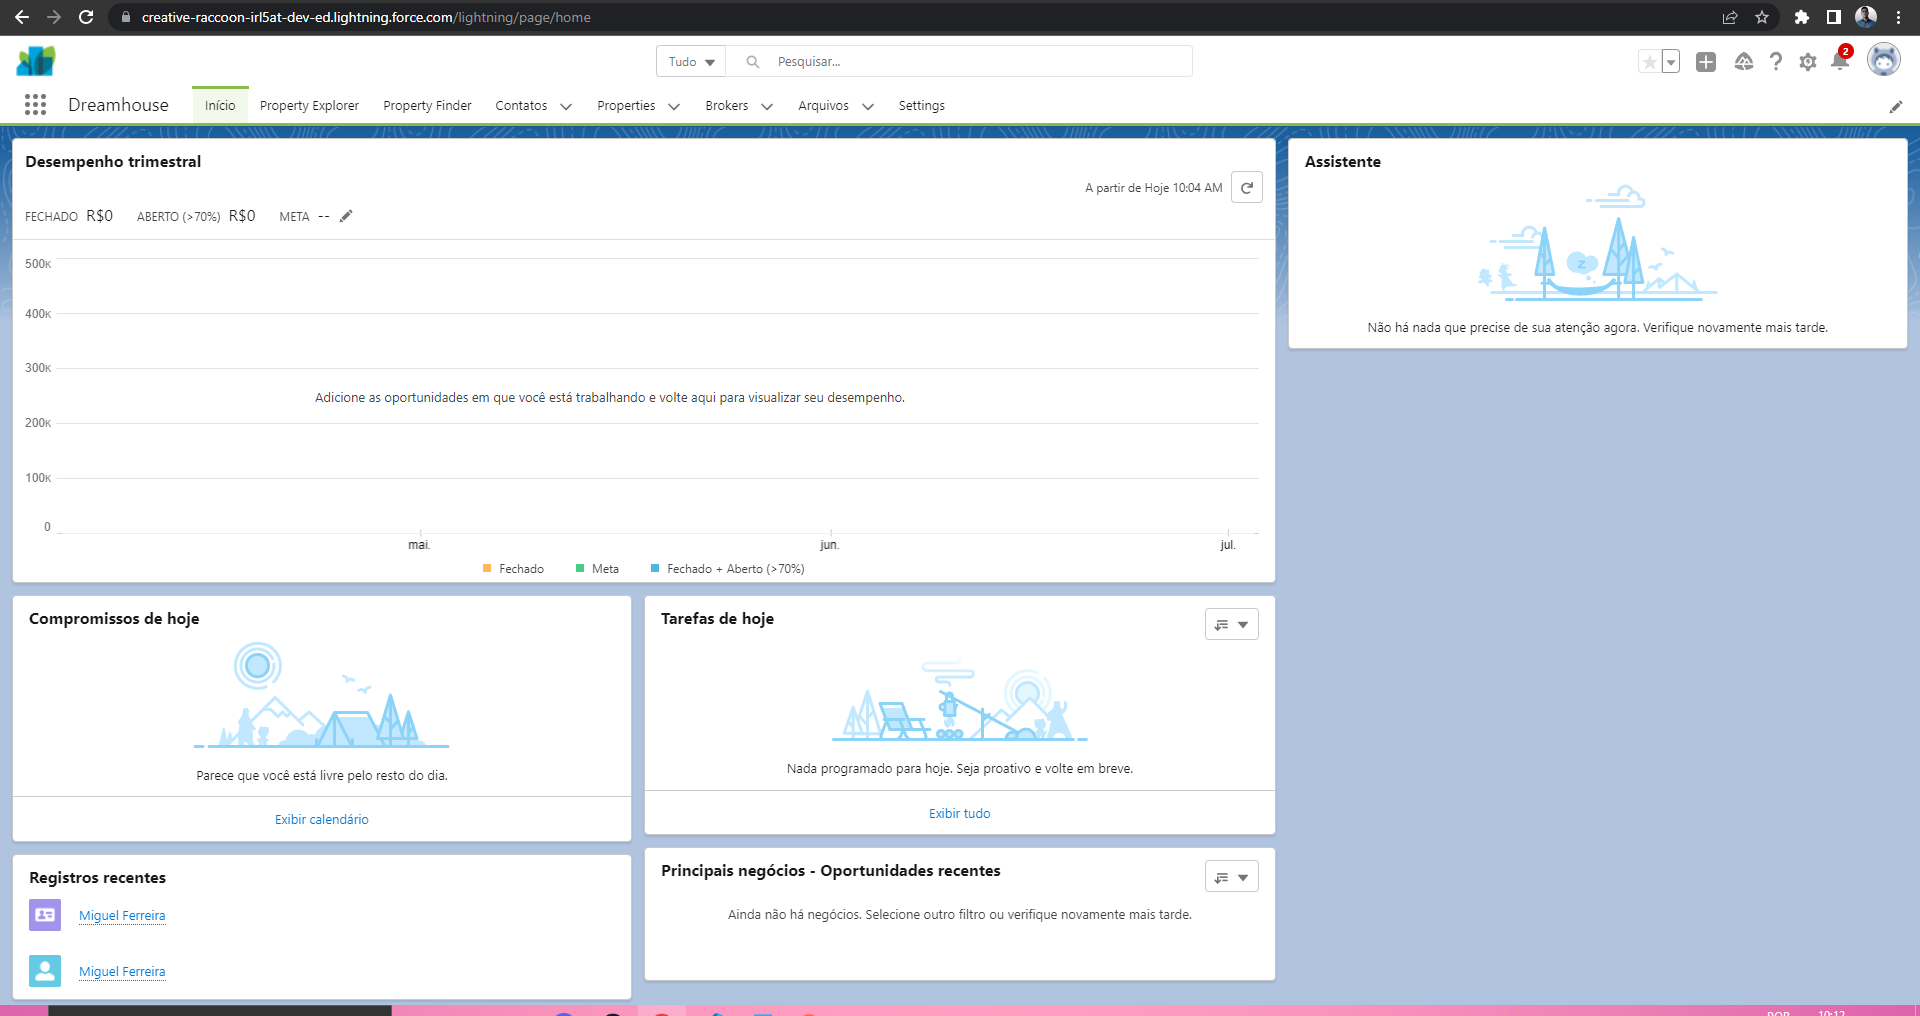 creative-raccoon-irl5at-dev-ed.lightning.force.com/lightning/page/home
Tudo
Pesquisar...
2
Dreamhouse
Início
Property Explorer
Property Finder
Contatos
Properties
Brokers
Arquivos
Settings
Desempenho trimestral
A partir de Hoje 10:04 AM
FECHADO R$0 ABERTO (>70%) R$0 META --
500K
400K
300K
Adicione as oportunidades em que você está trabalhando e volte aqui para visualizar seu desempenho.
200K
100K
0
mai. jun. jul.
Fechado Meta Fechado + Aberto (>70%)
Assistente
z
Não há nada que precise de sua atenção agora. Verifique novamente mais tarde.
Compromissos de hoje
Parece que você está livre pelo resto do dia.
Exibir calendário
Tarefas de hoje
Nada programado para hoje. Seja proativo e volte em breve.
Exibir tudo
Registros recentes
Miguel Ferreira
Miguel Ferreira
Principais negócios - Oportunidades recentes
Ainda não há negócios. Selecione outro filtro ou verifique novamente mais tarde.
POR
10:12